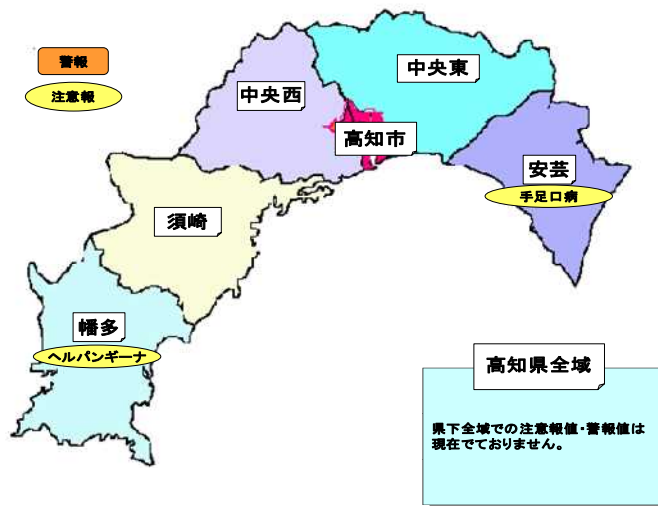 警報
注意報
中央東
中央西
高知市
安芸
手足口病
須崎
幡多
ヘルパンギーナ
高知県全域
県下全域での注意報値・警報値は
現在でておりません。